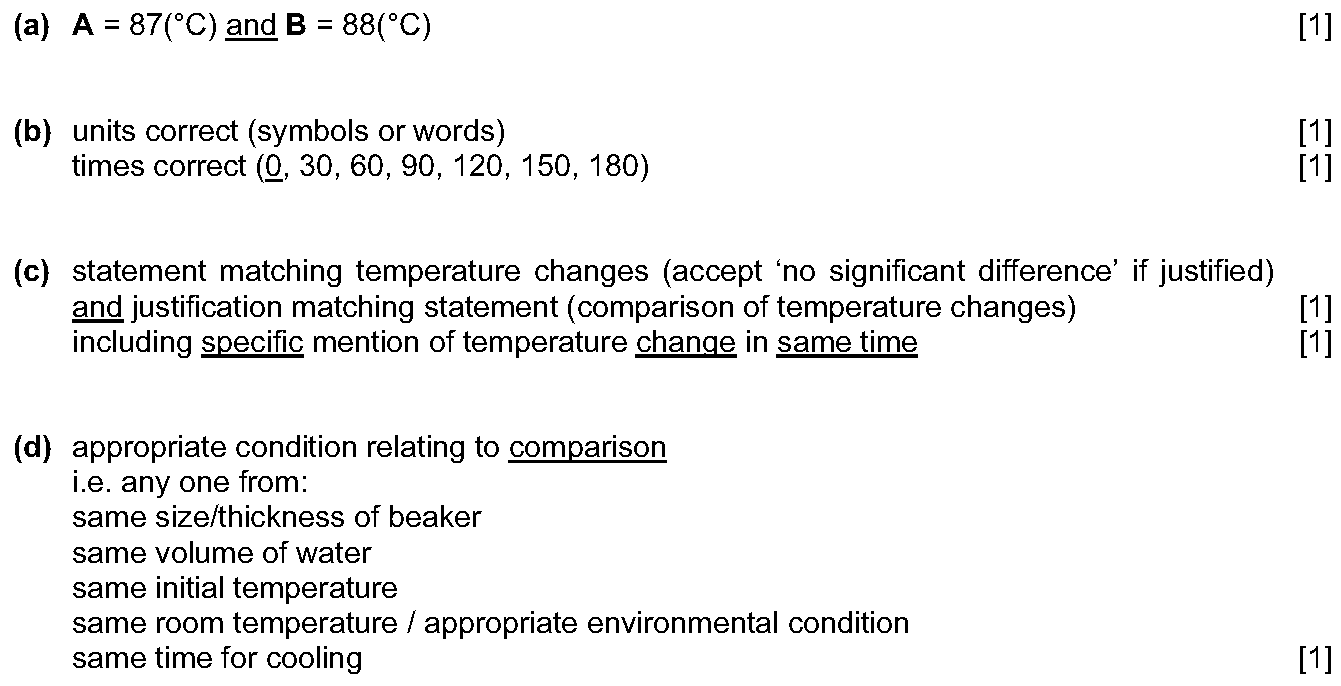 (a) A = 87(°C) and B = 88(°C) [1]
(b) units correct (symbols or words) [1]
times correct (0, 30, 60, 90, 120, 150, 180) [1]
(c) statement matching temperature changes (accept ‘no significant difference’ if justified)
and justification matching statement (comparison of temperature changes) [1]
including specific mention of temperature change in same time [1]
(d) appropriate condition relating to comparison
i.e. any one from:
same size/thickness of beaker
same volume of water
same initial temperature
same room temperature / appropriate environmental condition
same time for cooling [1]